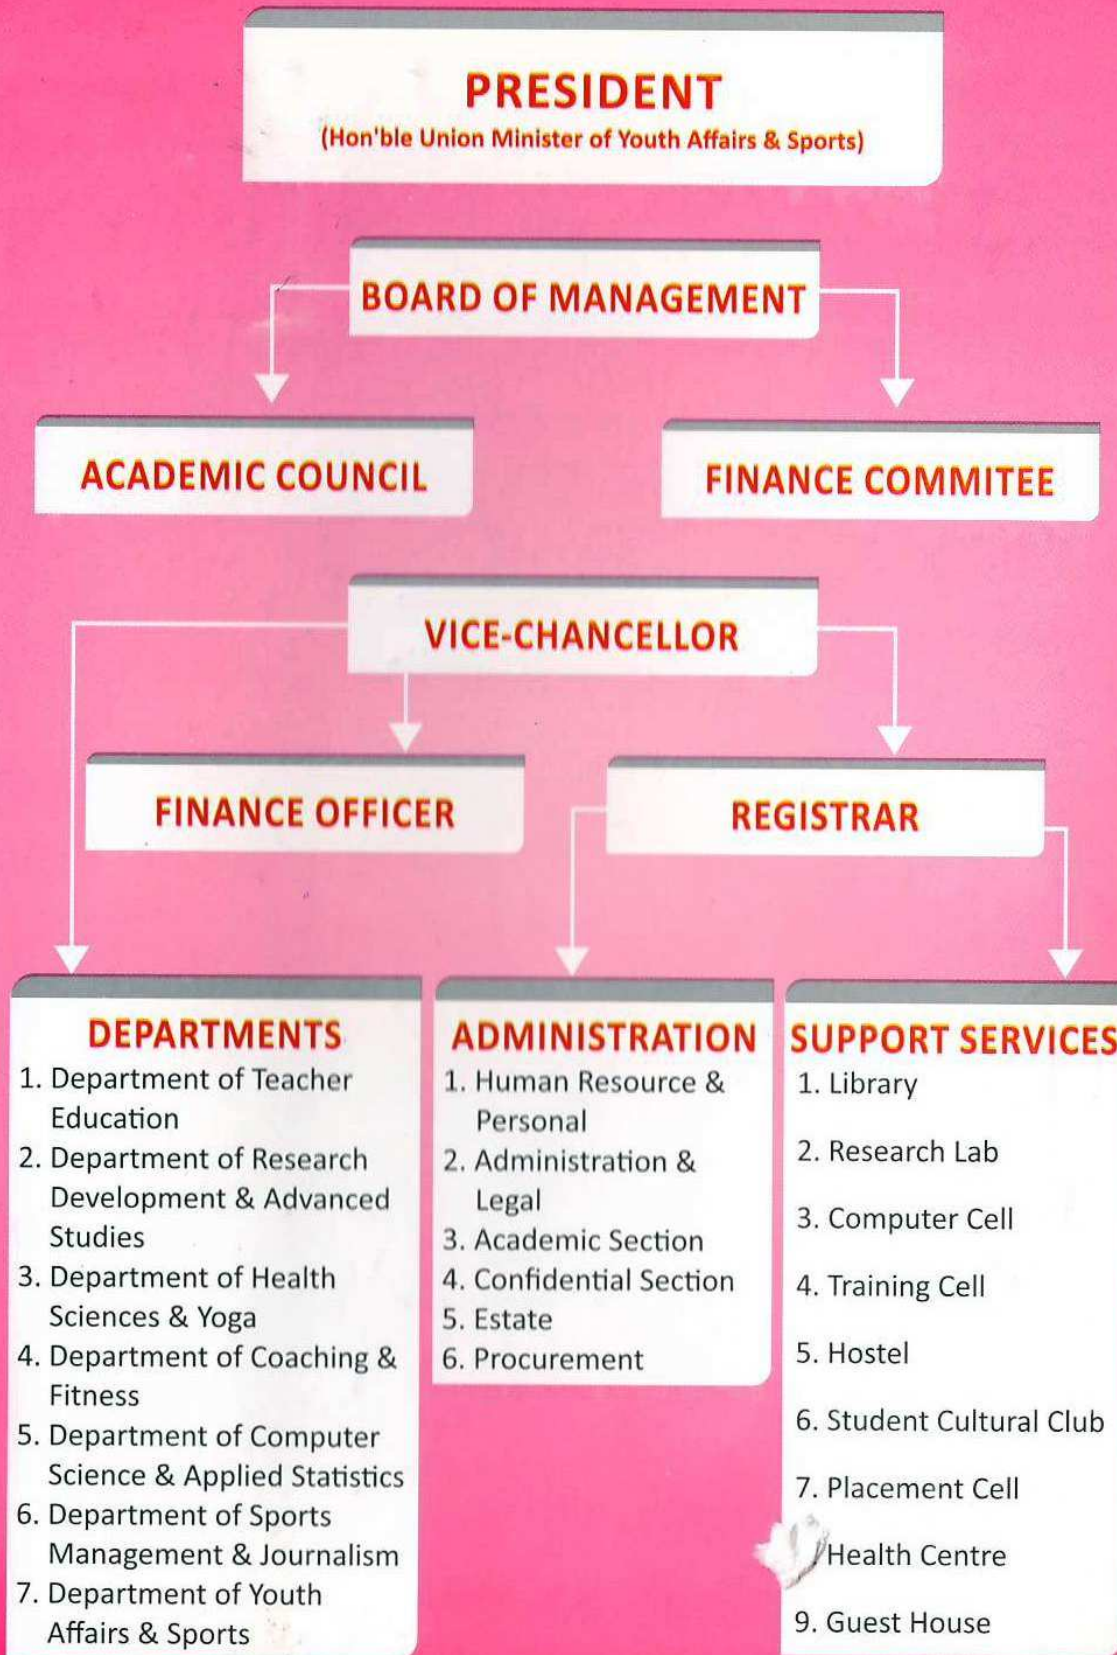 PRESIDENT
(Hon'ble Union Minister of Youth Affairs & Sports)
BOARD OF MANAGEMENT
ACADEMIC COUNCIL
FINANCE COMMITEE
VICE-CHANCELLOR
FINANCE OFFICER
REGISTRAR
DEPARTMENTS
1. Department of Teacher
Education
2. Department of Research
Development & Advanced
Studies
3. Department of Health
Sciences & Yoga
4. Department of Coaching &
Fitness
5. Department of Computer
Science & Applied Statistics
6. Department of Sports
Management & Journalism
7. Department of Youth
Affairs & Sports
ADMINISTRATION
1. Human Resource &
Personal
2. Administration &
Legal
3. Academic Section
4. Confidential Section
5. Estate
6. Procurement
SUPPORT SERVICES
1. Library
2. Research Lab
3. Computer Cell
4. Training Cell
5. Hostel
6. Student Cultural Club
7. Placement Cell
Health Centre
9. Guest House